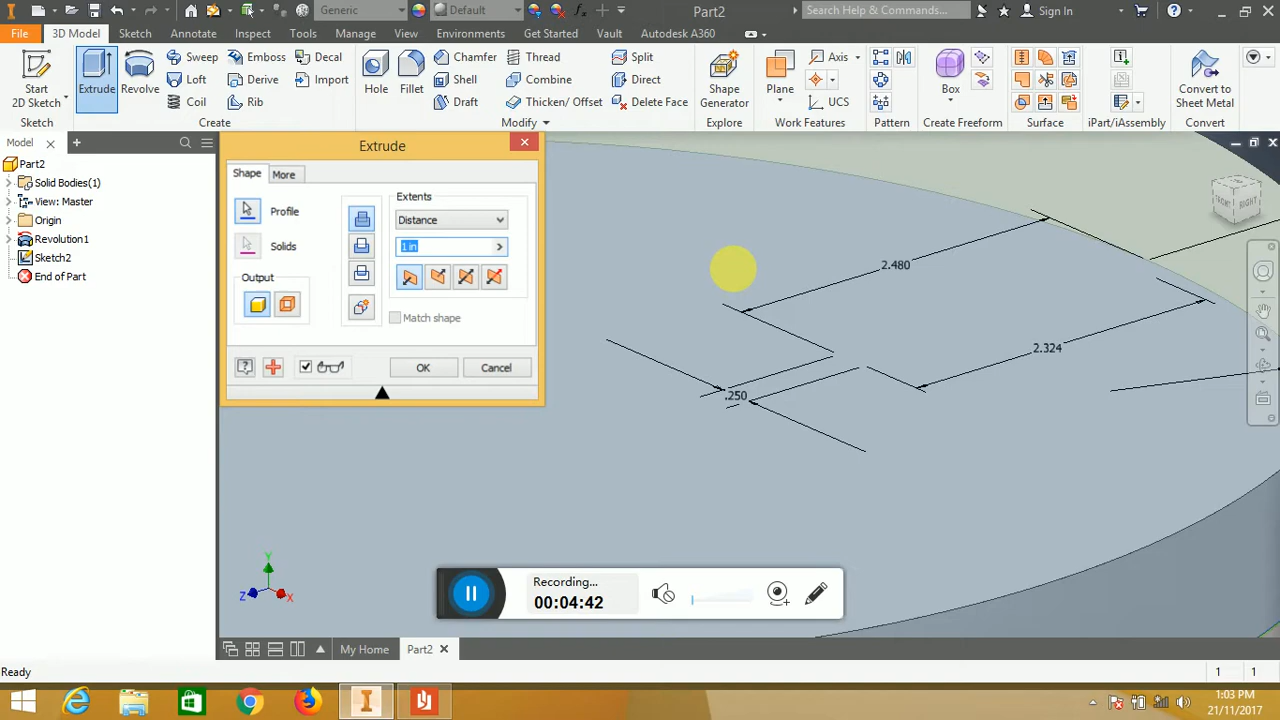 Generic
Default
Part2
Search Help & Commands...
Sign In
File
3D Model
Sketch
Annotate
Inspect
Tools
Manage
View
Environments
Get Started
Vault
Autodesk A360
Start
2D Sketch
Extrude
Revolve
Sweep
Loft
Coil
Emboss
Derive
Rib
Decal
Import
Hole
Fillet
Chamfer
Shell
Draft
Thread
Combine
Thicken/ Offset
Split
Direct
Delete Face
Shape
Generator
Plane
Axis
UCS
Box
Convert to
Sheet Metal
Sketch
Create
Modify
Explore
Work Features
Pattern
Create Freeform
Surface
iPart/iAssembly
Convert
Model
Part2
Solid Bodies(1)
View: Master
Origin
Revolution1
Sketch2
End of Part
Extrude
Shape
More
Profile
Solids
Output
Extents
Distance
1 in
Match shape
OK
Cancel
FRONT
RIGHT
2.480
2.324
.250
Z
Y
X
Recording...
00:04:42
My Home
Part2
Ready
1
1
1:03 PM
21/11/2017